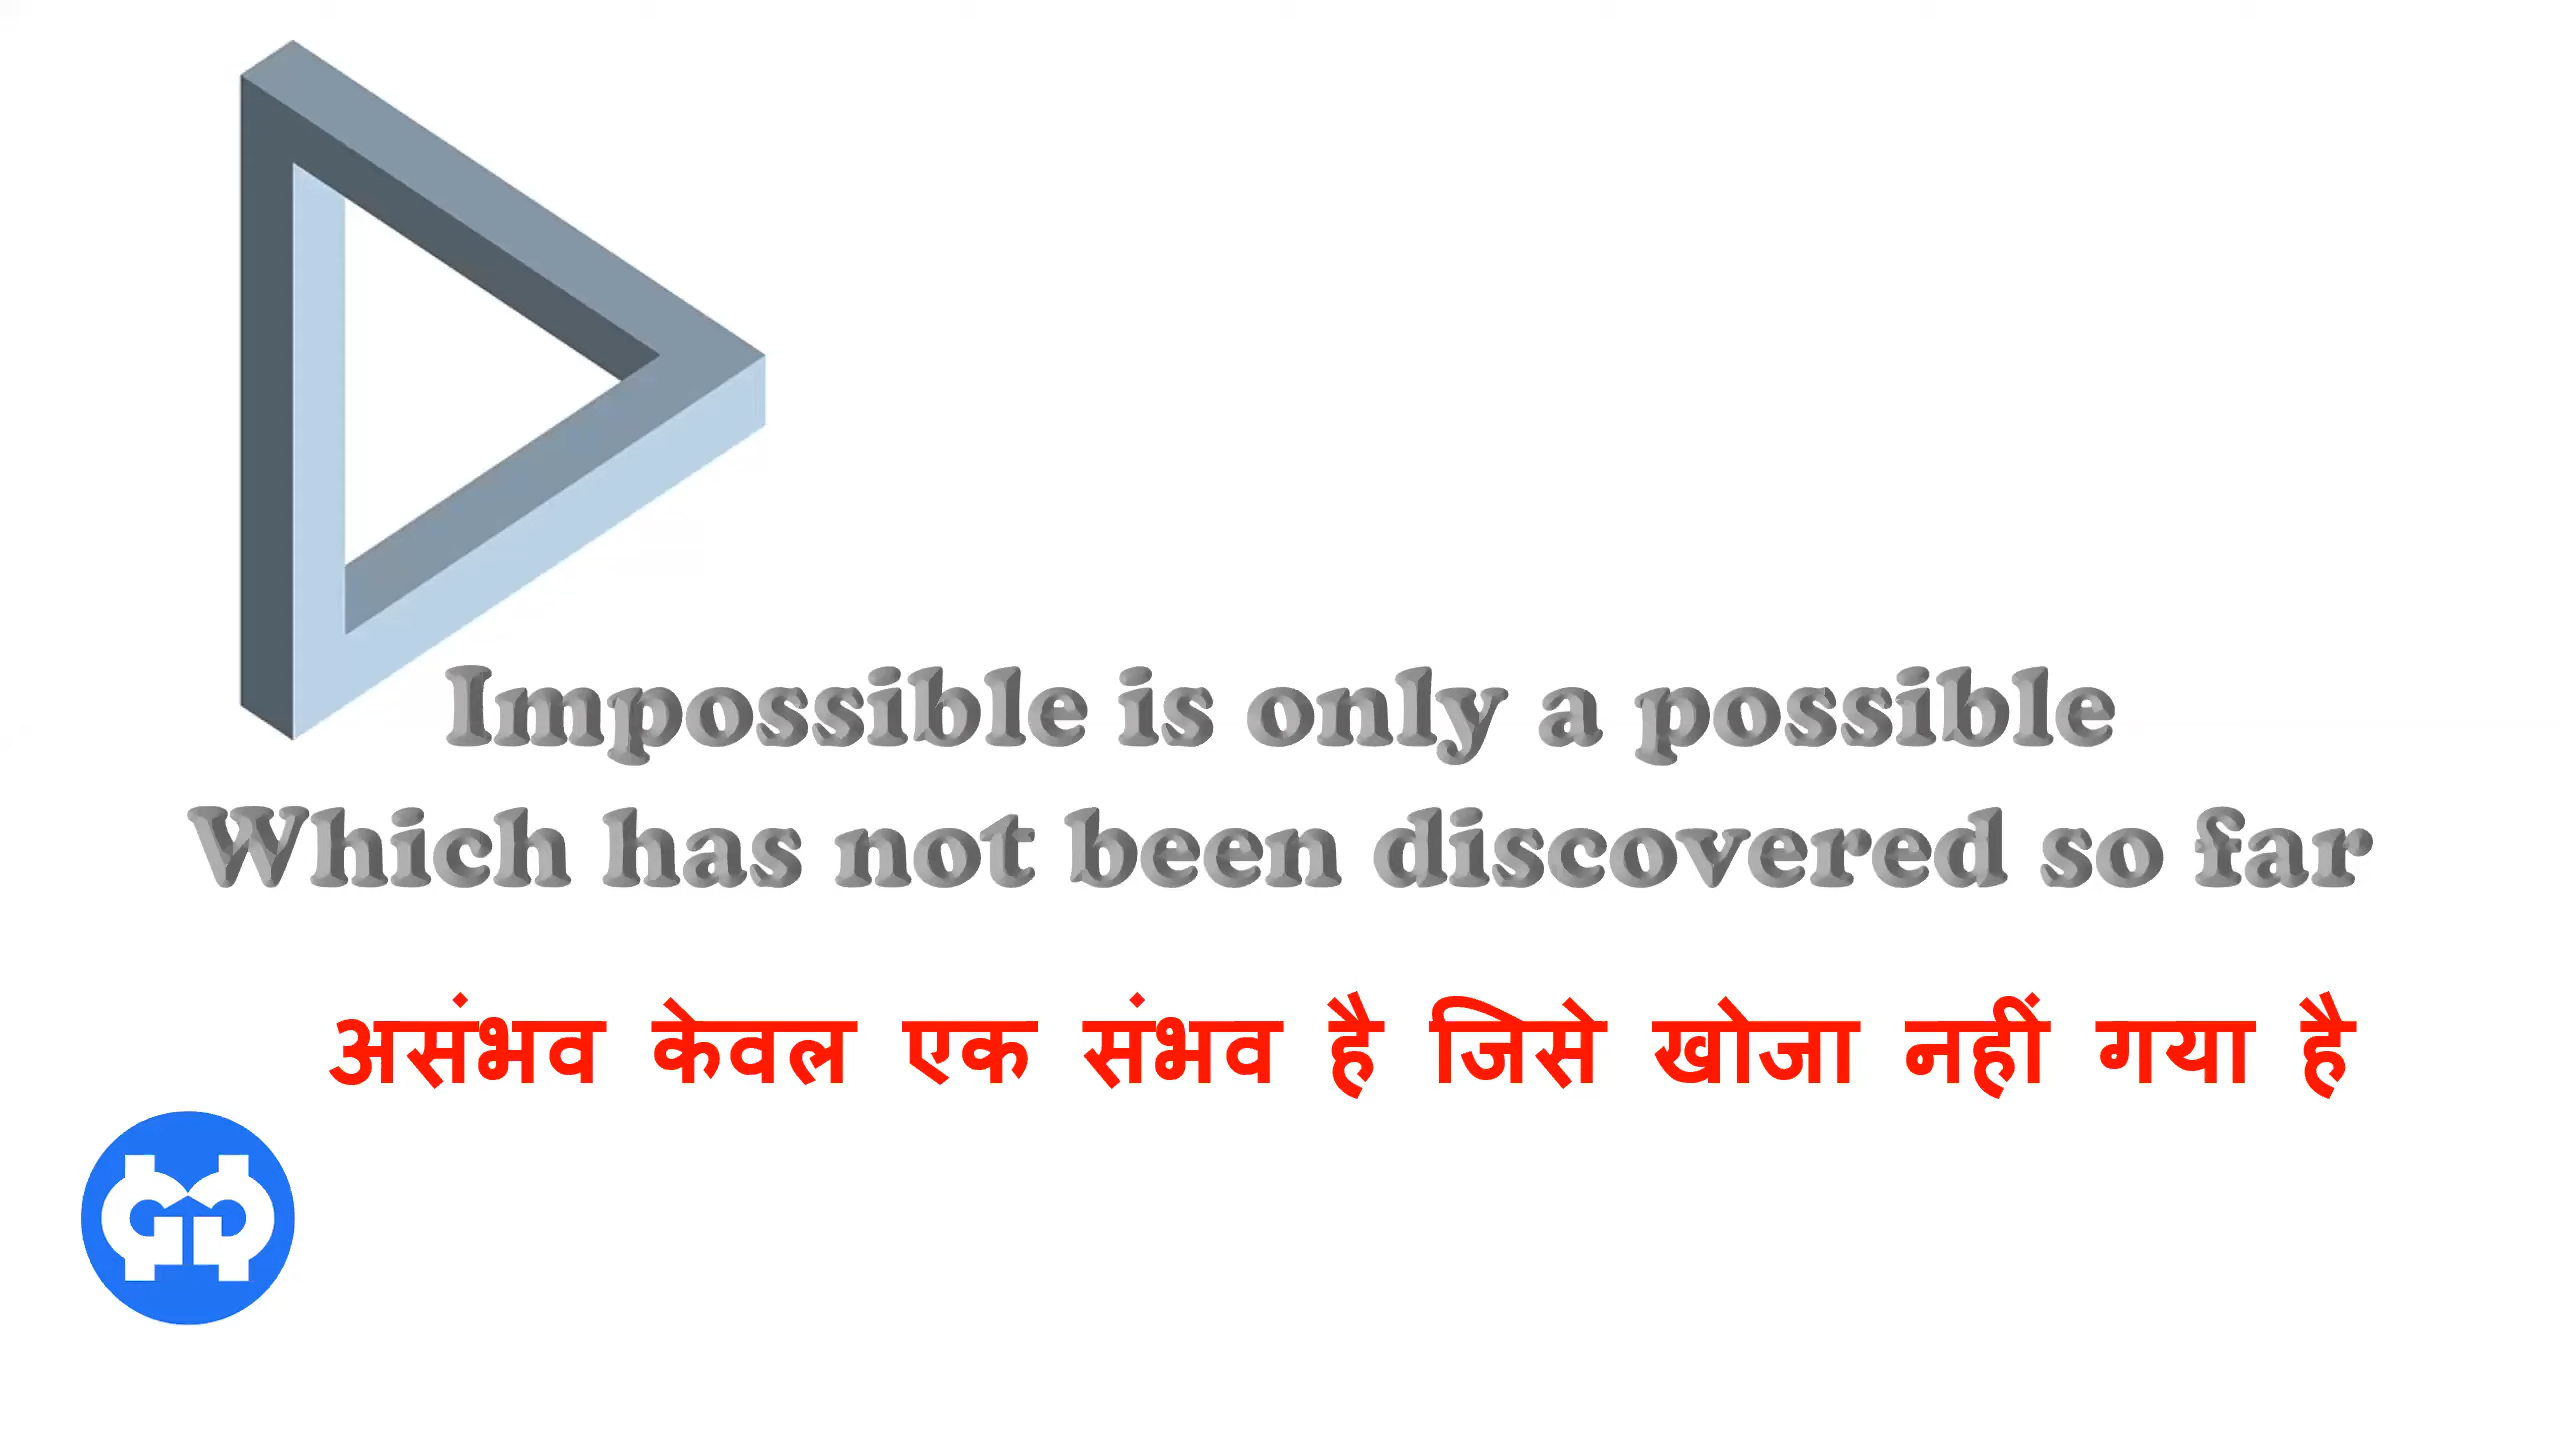 Impossible is only a possible
Which has not been discovered so far
असंभव केवल एक संभव है जिसे खोजा नहीं गया है